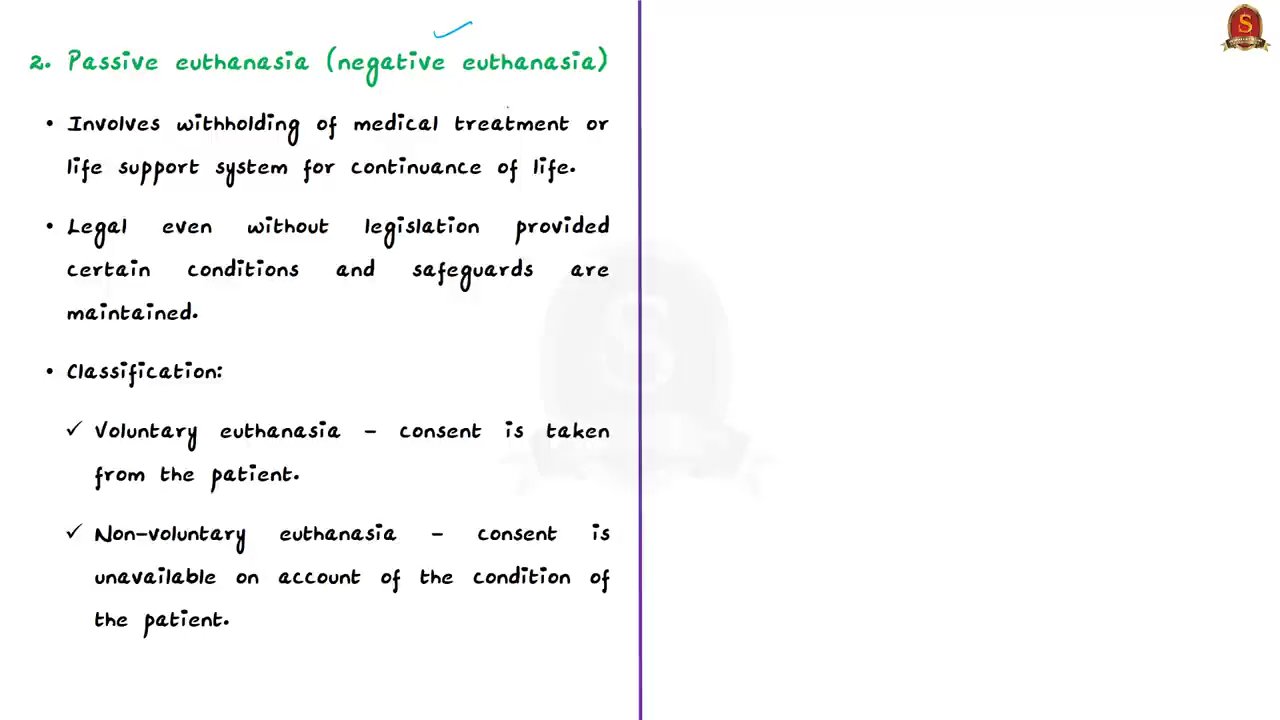 2. Passive euthanasia (negative euthanasia)
• Involves withholding of medical treatment or
life support system for continuance of life.
• Legal even without legislation provided
certain conditions and safeguards are
maintained.
• Classification:
✓ Voluntary euthanasia – consent is taken
from the patient.
✓ Non-voluntary euthanasia – consent is
unavailable on account of the condition of
the patient.
S